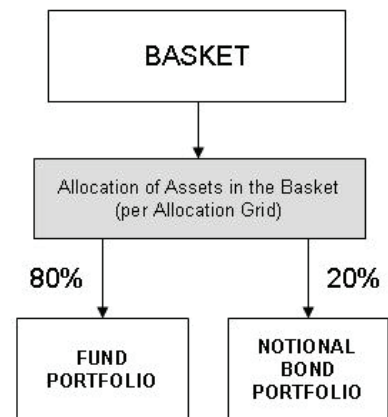 BASKET
Allocation of Assets in the Basket
(per Allocation Grid)
80%
20%
FUND
PORTFOLIO
NOTIONAL
BOND
PORTFOLIO